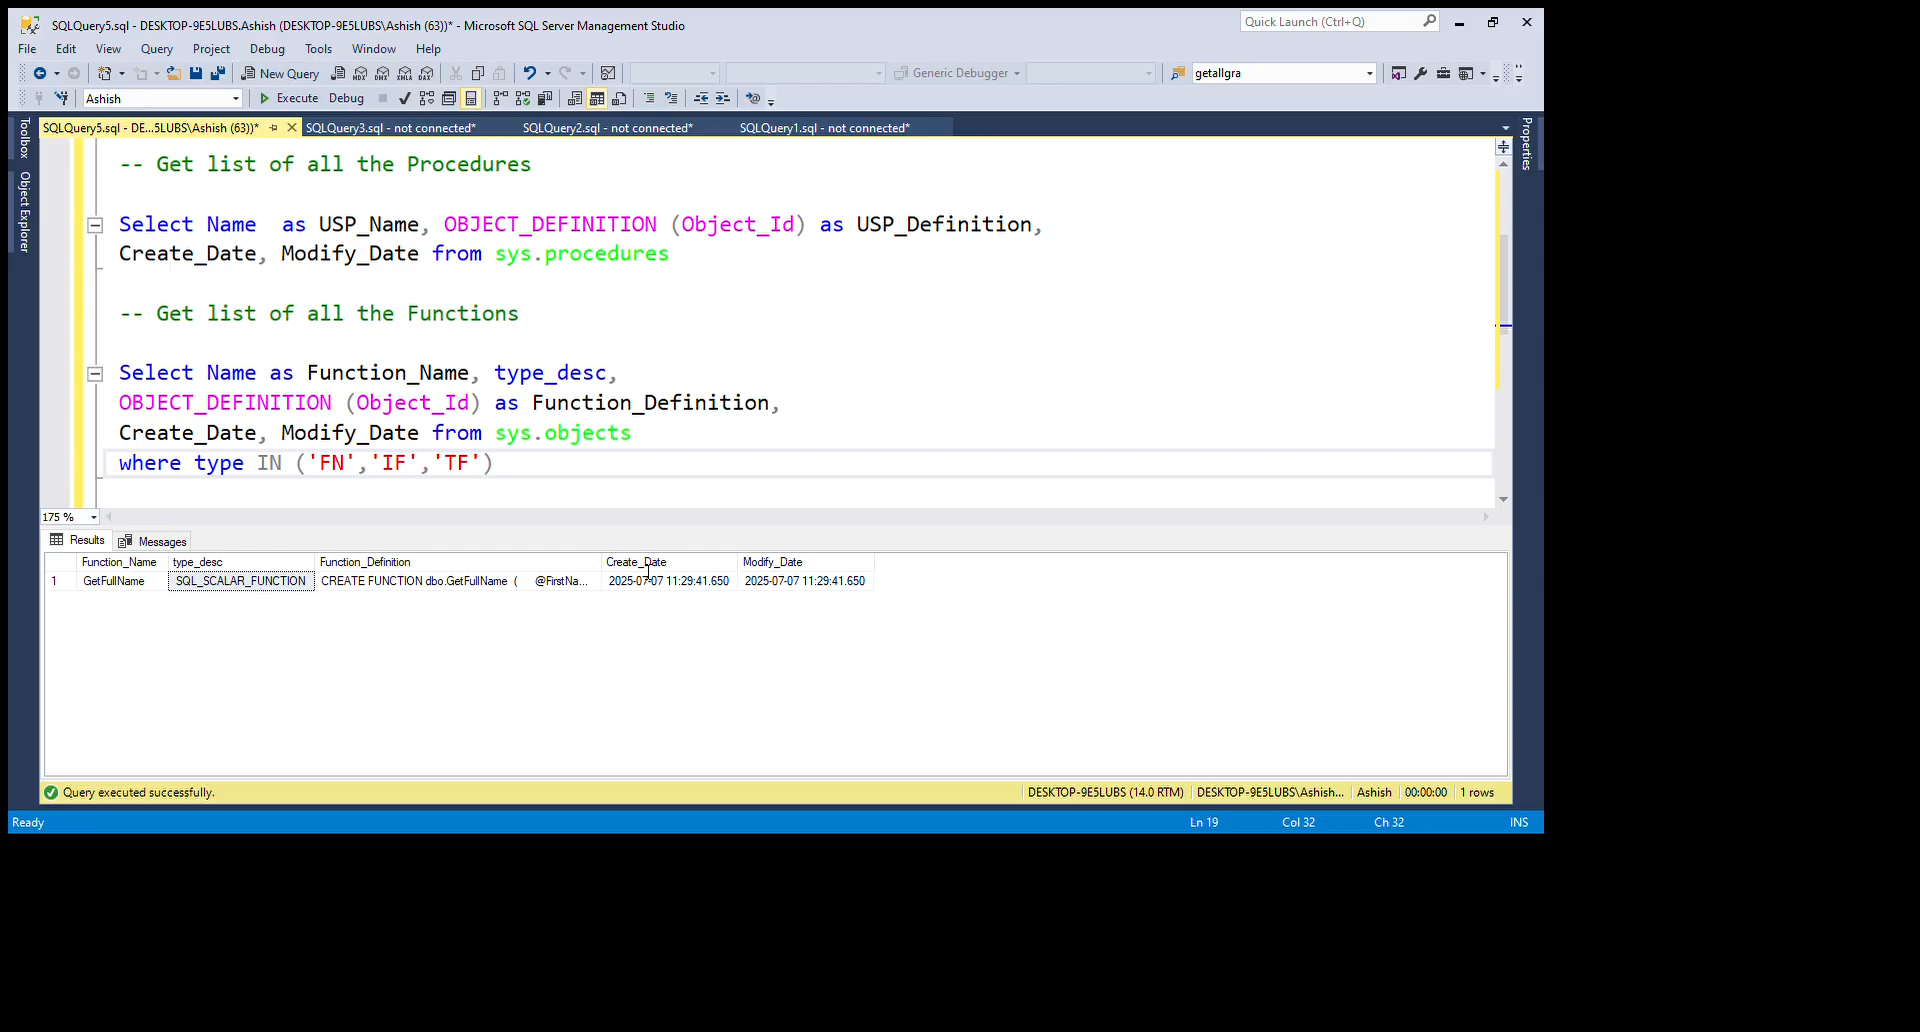 SQLQuery5.sql - DESKTOP-9E5LUBS.Ashish (DESKTOP-9E5LUBS\Ashish (63))* - Microsoft SQL Server Management Studio
Quick Launch (Ctrl+Q)
File Edit View Query Project Debug Tools Window Help
New Query MDX DMX XMLA DAX Generic Debugger getallgra
Ashish Execute Debug
SQLQuery5.sql - DE...5LUBS\Ashish (63))* SQLQuery3.sql - not connected* SQLQuery2.sql - not connected* SQLQuery1.sql - not connected*
Toolbox
Object Explorer
Properties
-- Get list of all the Procedures
Select Name  as USP_Name, OBJECT_DEFINITION (Object_Id) as USP_Definition,
Create_Date, Modify_Date from sys.procedures
-- Get list of all the Functions
Select Name as Function_Name, type_desc,
OBJECT_DEFINITION (Object_Id) as Function_Definition,
Create_Date, Modify_Date from sys.objects
where type IN ('FN','IF','TF')
175 %
Results Messages
Function_Name type_desc Function_Definition Create_Date Modify_Date
1 GetFullName SQL_SCALAR_FUNCTION CREATE FUNCTION dbo.GetFullName ( @FirstNa... 2025-07-07 11:29:41.650 2025-07-07 11:29:41.650
Query executed successfully. DESKTOP-9E5LUBS (14.0 RTM) DESKTOP-9E5LUBS\Ashish... Ashish 00:00:00 1 rows
Ready Ln 19 Col 32 Ch 32 INS